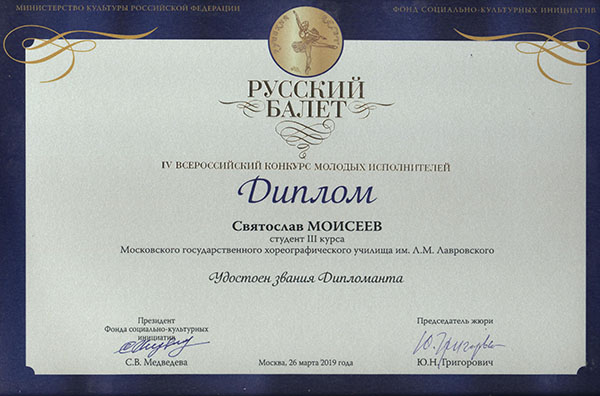 МИНИСТЕРСТВО КУЛЬТУРЫ РОССИЙСКОЙ ФЕДЕРАЦИИ
ФОНД СОЦИАЛЬНО-КУЛЬТУРНЫХ ИНИЦИАТИВ
РУССКИЙ
БАЛЕТ
IV ВСЕРОССИЙСКИЙ КОНКУРС МОЛОДЫХ ИСПОЛНИТЕЛЕЙ
Диплом
Святослав МОИСЕЕВ
студент III курса
Московского государственного хореографического училища им. Л.М. Лавровского
Удостоен звания Дипломанта
Президент
Фонда социально-культурных
инициатив
С.В. Медведева
Москва, 26 марта 2019 года
Председатель жюри
Ю.Н. Григорович